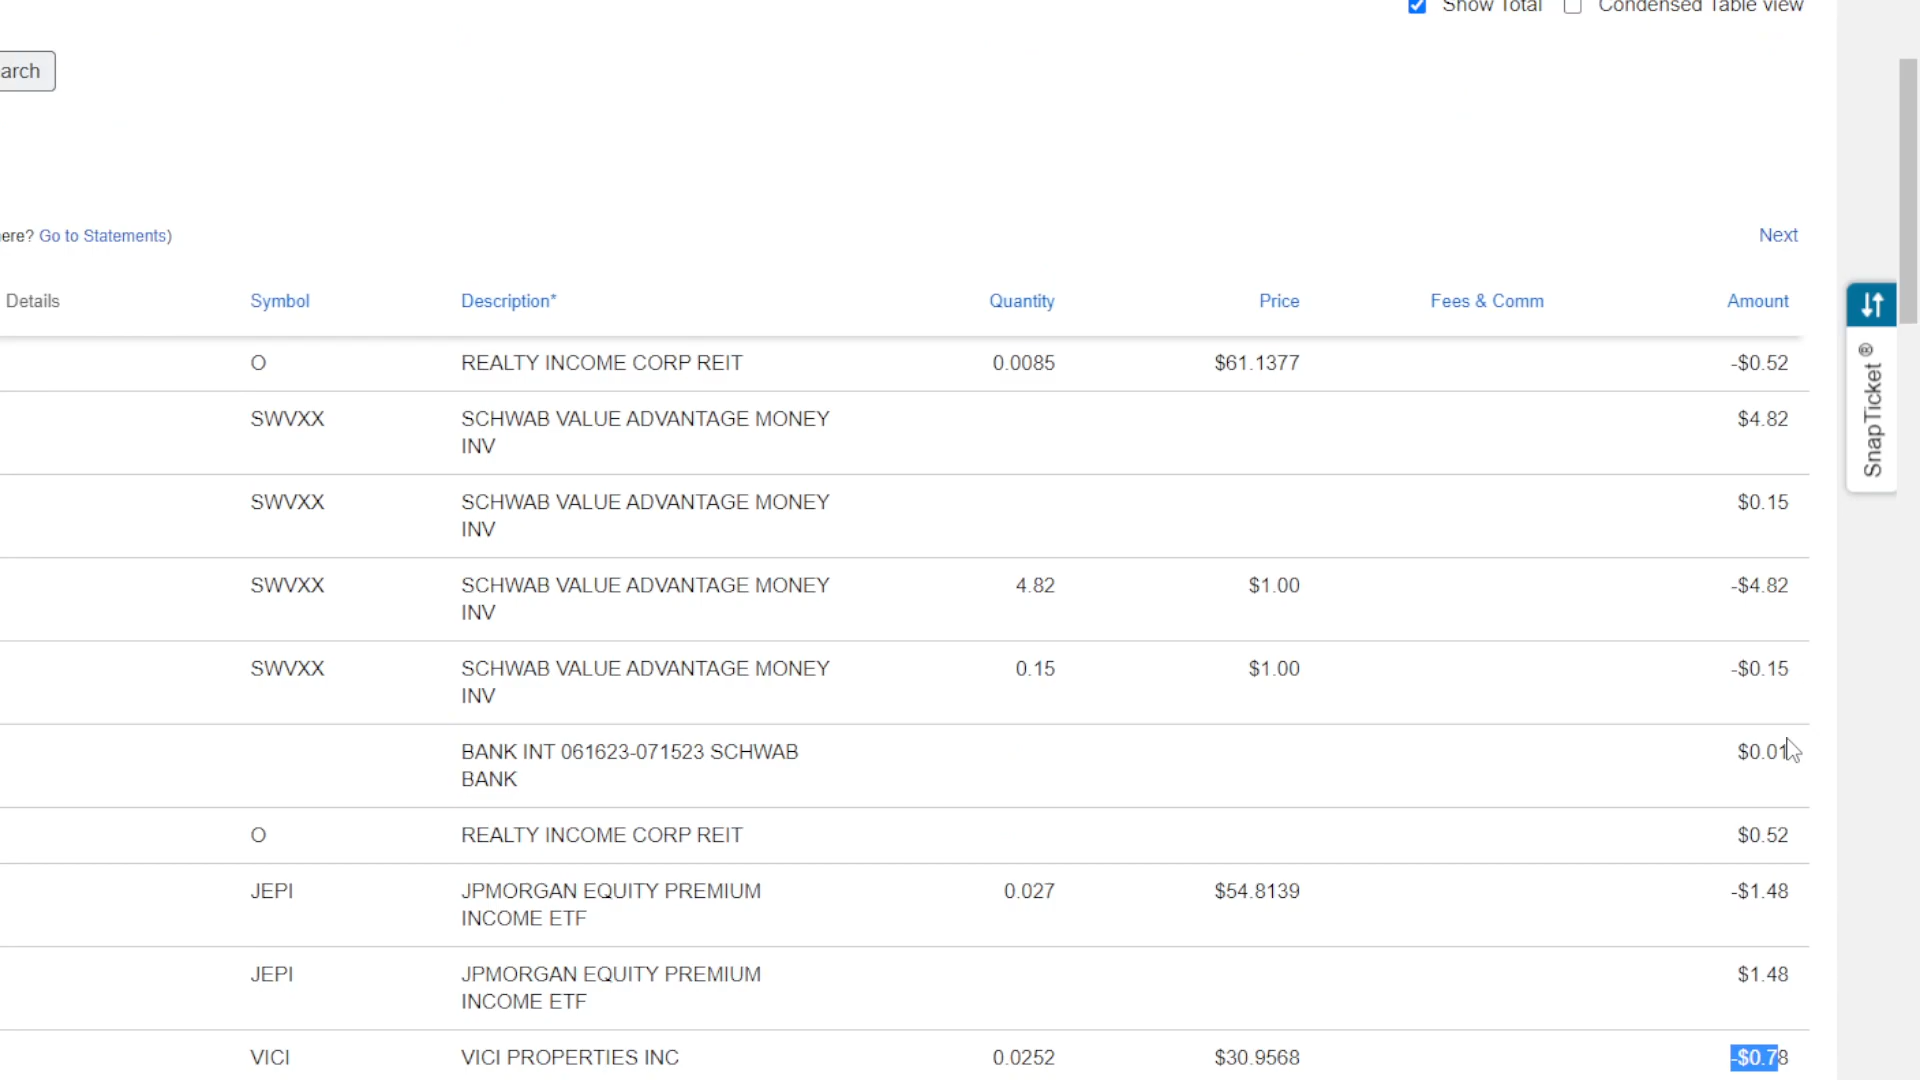 Show Total Condensed Table view
arch
ere? Go to Statements)
Next
Details Symbol Description* Quantity Price Fees & Comm Amount
O REALTY INCOME CORP REIT 0.0085 $61.1377 -$0.52
SWVXX SCHWAB VALUE ADVANTAGE MONEY $4.82
INV
SWVXX SCHWAB VALUE ADVANTAGE MONEY $0.15
INV
SWVXX SCHWAB VALUE ADVANTAGE MONEY 4.82 $1.00 -$4.82
INV
SWVXX SCHWAB VALUE ADVANTAGE MONEY 0.15 $1.00 -$0.15
INV
BANK INT 061623-071523 SCHWAB $0.01
BANK
O REALTY INCOME CORP REIT $0.52
JEPI JPMORGAN EQUITY PREMIUM 0.027 $54.8139 -$1.48
INCOME ETF
JEPI JPMORGAN EQUITY PREMIUM $1.48
INCOME ETF
VICI VICI PROPERTIES INC 0.0252 $30.9568 -$0.78
SnapTicket®